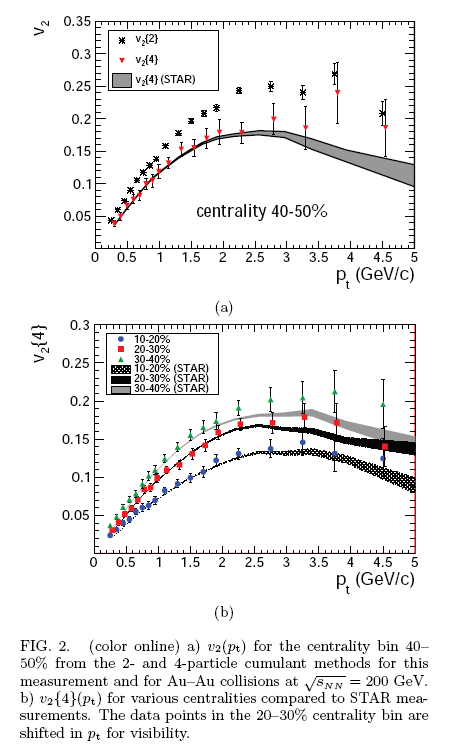 v2
0.35
0.3
0.25
0.2
0.15
0.1
0.05
v2{2}
v2{4}
v2{4} (STAR)
centrality 40-50%
0 0.5 1 1.5 2 2.5 3 3.5 4 4.5 5
pt (GeV/c)
(a)
v2{4}
0.3
0.25
0.2
0.15
0.1
0.05
10-20%
20-30%
30-40%
10-20% (STAR)
20-30% (STAR)
30-40% (STAR)
0 0.5 1 1.5 2 2.5 3 3.5 4 4.5 5
pt (GeV/c)
(b)
FIG. 2. (color online) a) v2(pt) for the centrality bin 40–
50% from the 2- and 4-particle cumulant methods for this
measurement and for Au–Au collisions at √sNN = 200 GeV.
b) v2{4}(pt) for various centralities compared to STAR mea-
surements. The data points in the 20–30% centrality bin are
shifted in pt for visibility.